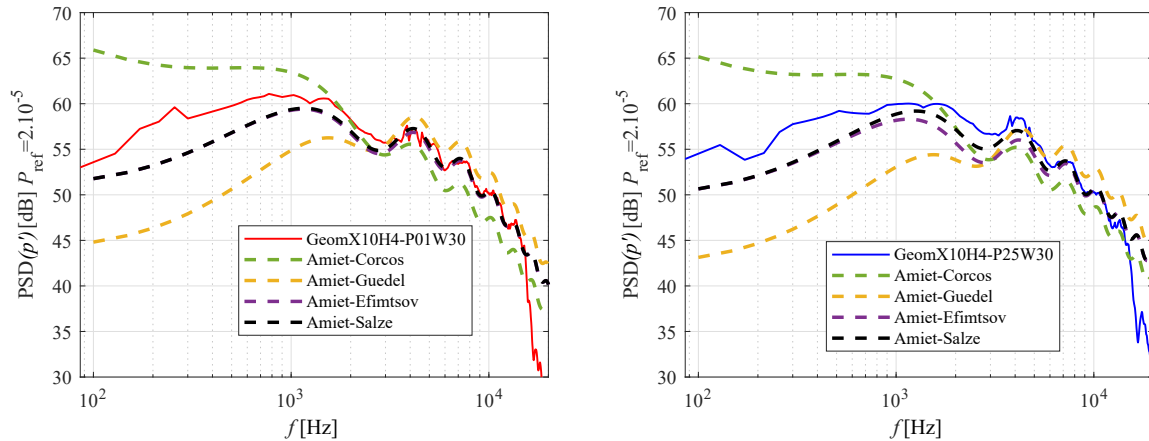 PSD(p') [dB] P_ref=2.10^-5
70
65
60
55
50
45
40
35
30
GeomX10H4-P01W30
Amiet-Corcos
Amiet-Guedel
Amiet-Efimtsov
Amiet-Salze
10^2
10^3
10^4
f [Hz]
PSD(p') [dB] P_ref=2.10^-5
70
65
60
55
50
45
40
35
30
GeomX10H4-P25W30
Amiet-Corcos
Amiet-Guedel
Amiet-Efimtsov
Amiet-Salze
10^2
10^3
10^4
f [Hz]